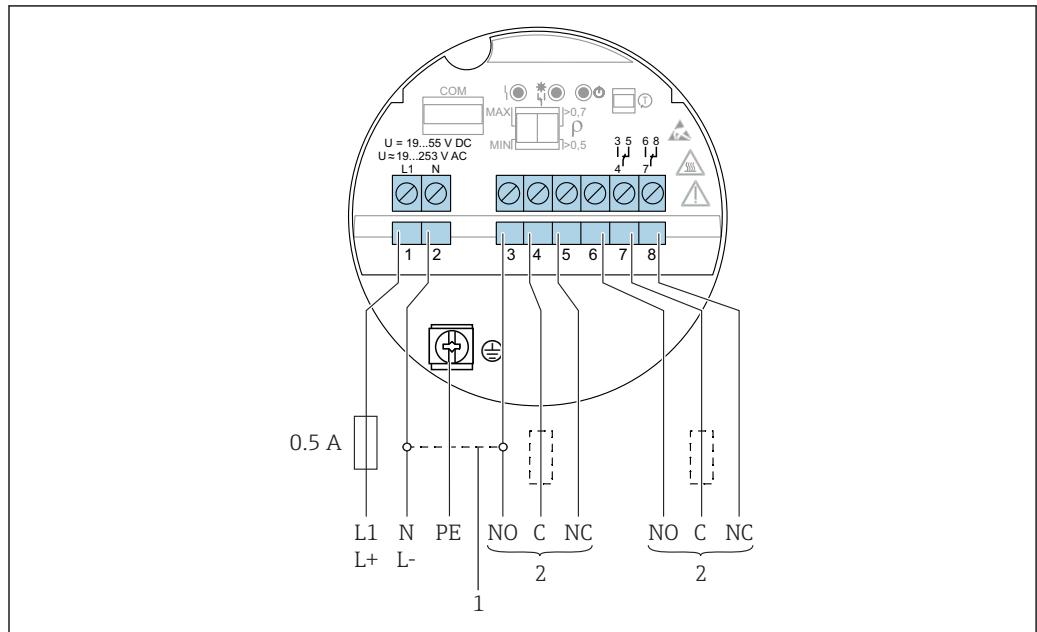 COM
MAX >0,7
ρ
MIN >0,5
U = 19...55 V DC
U≈19...253 V AC
L1 N
3 5 6 8
4 7
1 2 3 4 5 6 7 8
0.5 A
L1 N PE NO C NC NO C NC
L+ L- 2 2
1